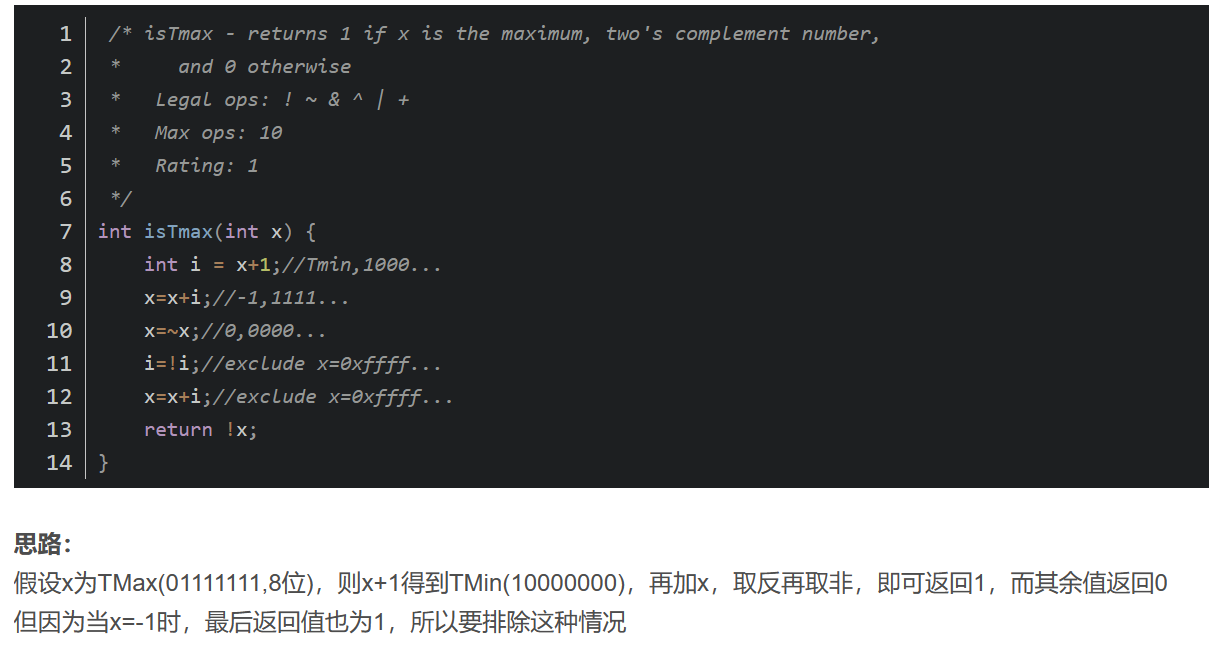 1 /* isTmax - returns 1 if x is the maximum, two's complement number,
2 *     and 0 otherwise
3 *   Legal ops: ! ~ & ^ | +
4 *   Max ops: 10
5 *   Rating: 1
6 */
7 int isTmax(int x) {
8     int i = x+1;//Tmin,1000...
9     x=x+i;//-1,1111...
10     x=~x;//0,0000...
11     i=!i;//exclude x=0xffff...
12     x=x+i;//exclude x=0xffff...
13     return !x;
14 }
思路：
假设x为TMax(01111111,8位)，则x+1得到TMin(10000000)，再加x，取反再取非，即可返回1，而其余值返回0
但因为当x=-1时，最后返回值也为1，所以要排除这种情况